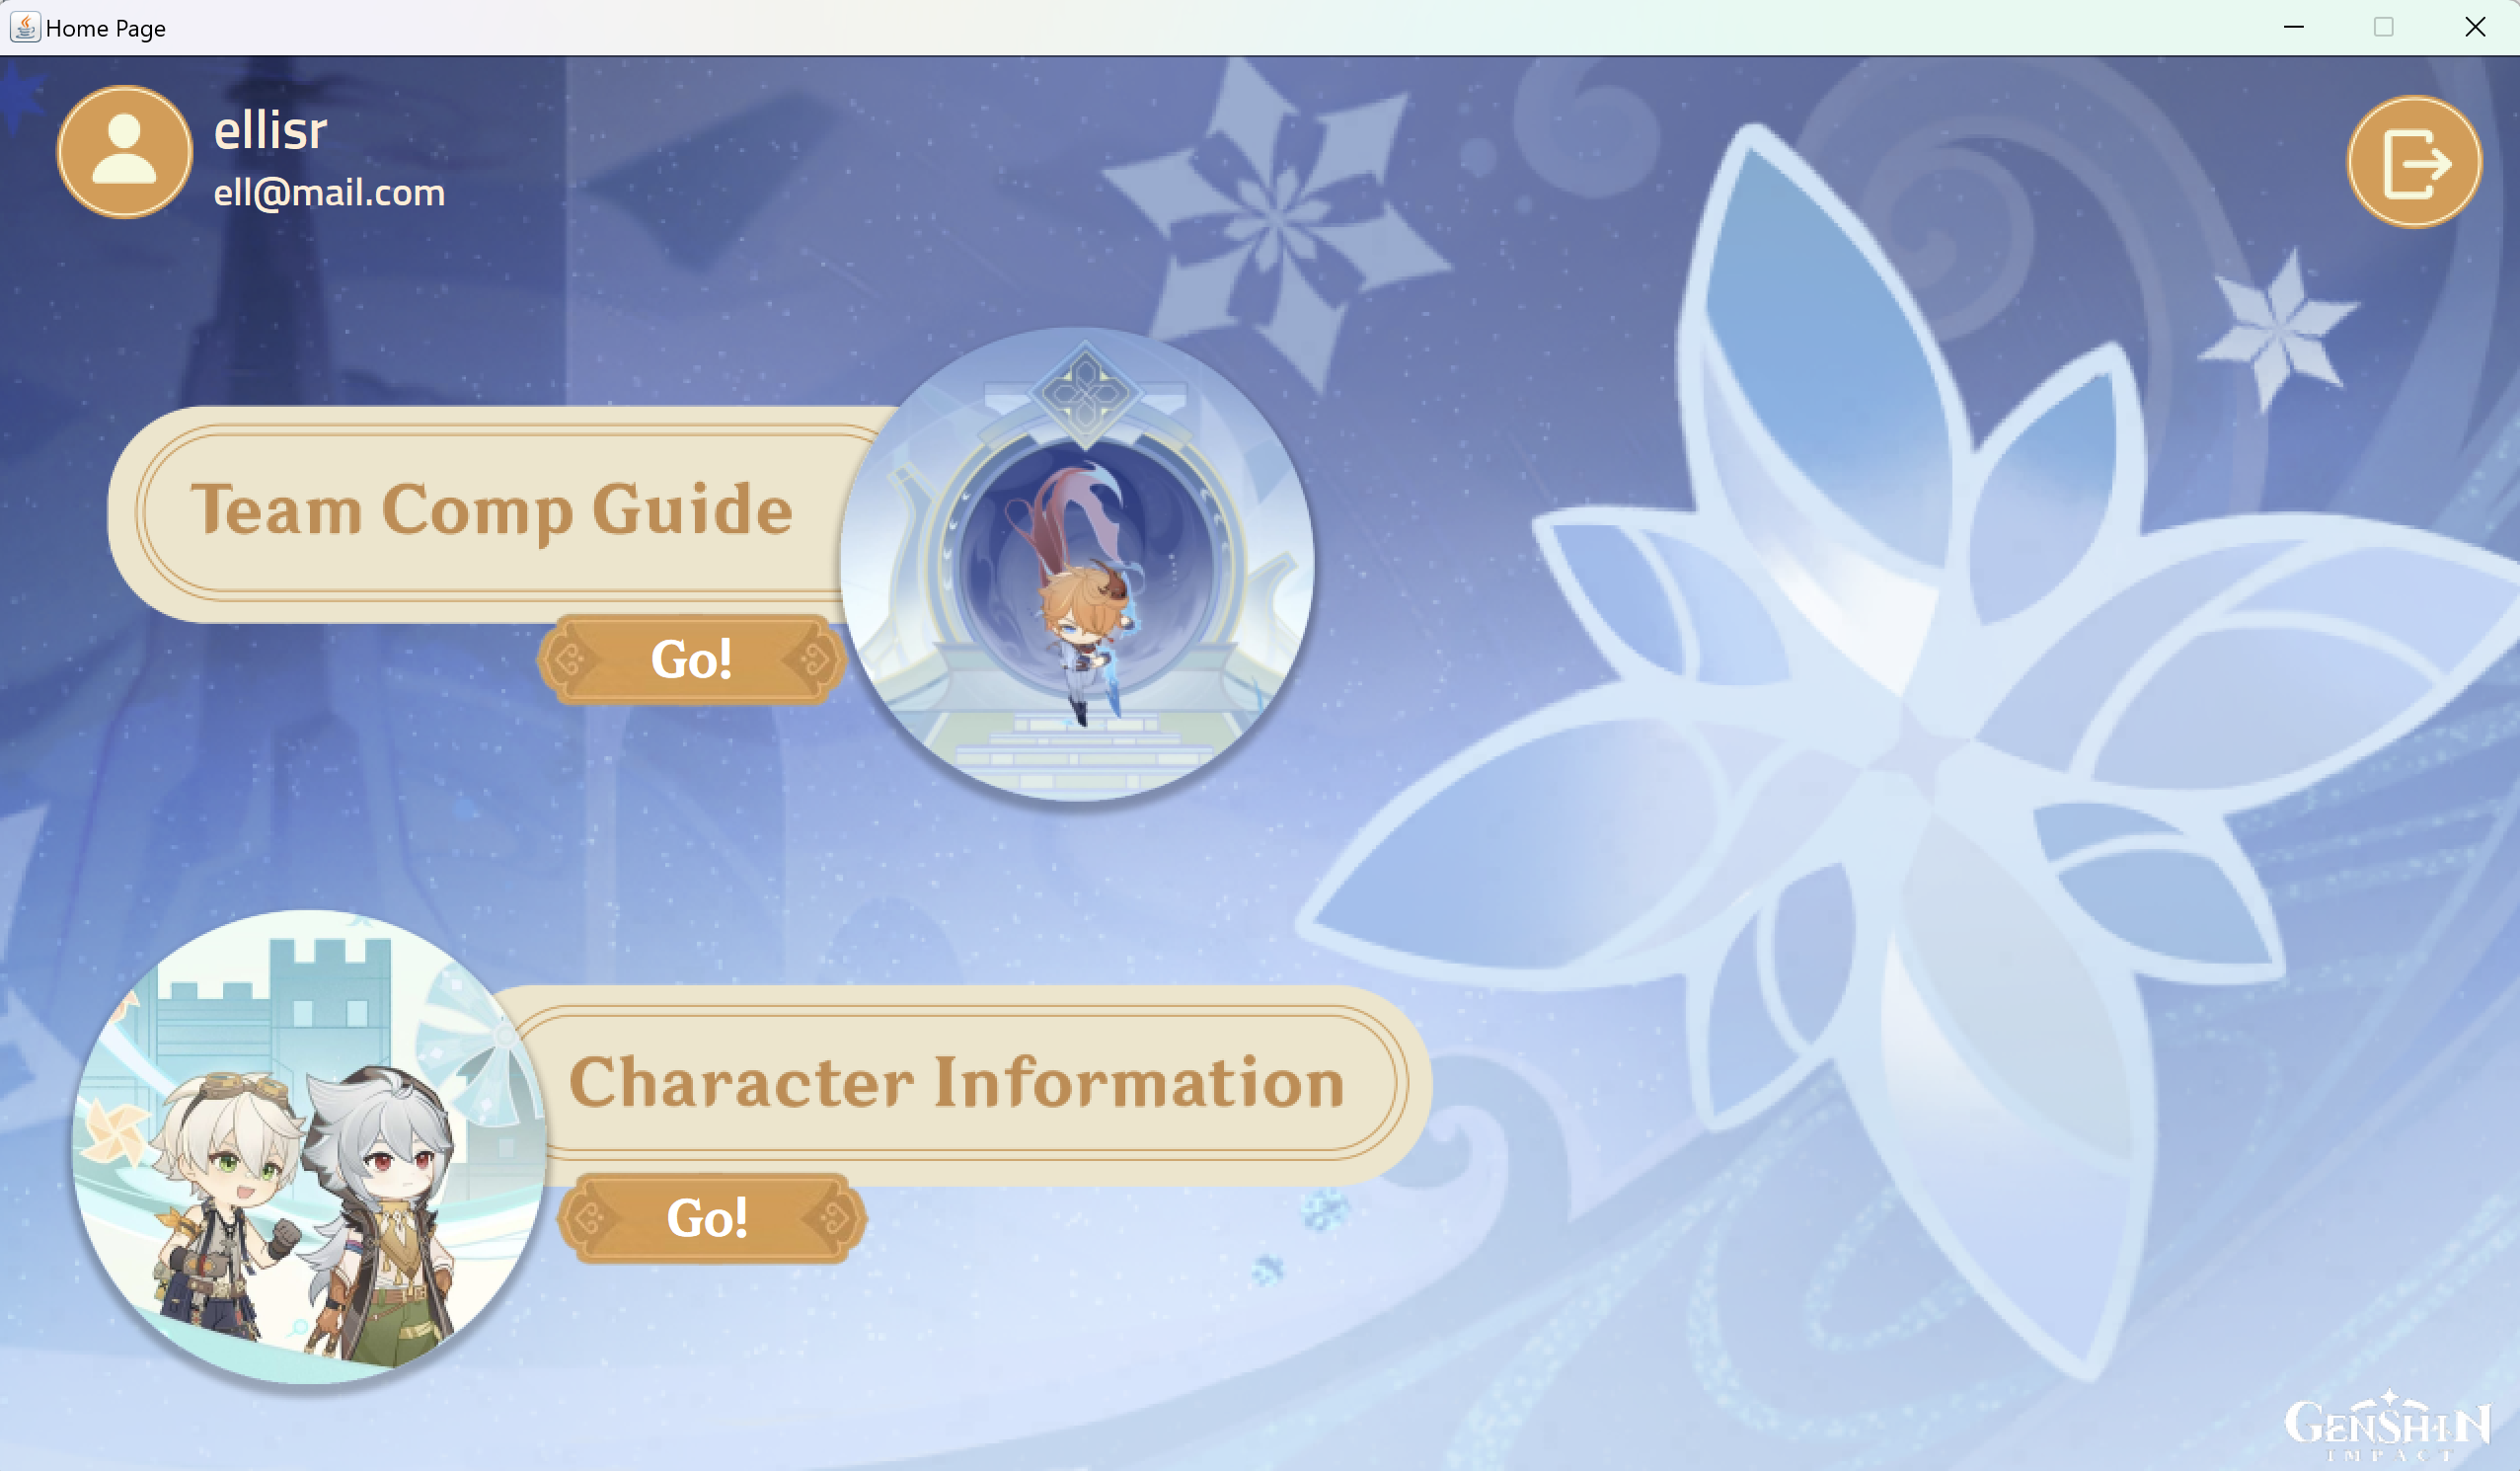 Home Page
ellisr
ell@mail.com
Team Comp Guide
Go!
Character Information
Go!
GENSHIN
IMPACT